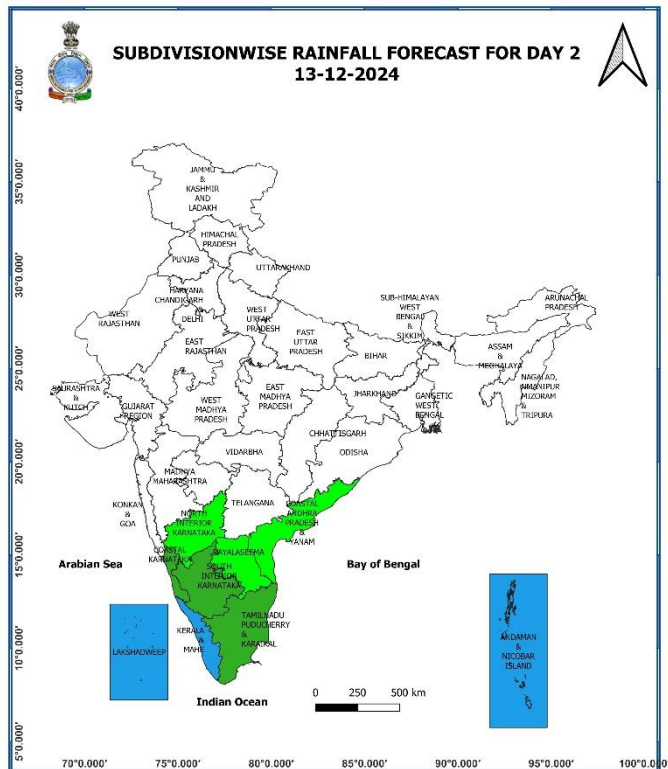 SUBDIVISIONWISE RAINFALL FORECAST FOR DAY 2
13-12-2024
40°0.000'
35°0.000'
30°0.000'
25°0.000'
20°0.000'
15°0.000'
10°0.000'
5°0.000'
JAMMU
&
KASHMIR
AND
LADAKH
HIMACHAL
PRADESH
PUNJAB
UTTARAKHAND
HARYANA
CHANDIGARH
&
DELHI
WEST
RAJASTHAN
WEST
UTTAR
PRADESH
SUB-HIMALAYAN
WEST
BENGAL
&
SIKKIM
ARUNACHAL
PRADESH
EAST
RAJASTHAN
EAST
UTTAR
PRADESH
BIHAR
ASSAM
&
MEGHALAYA
NAGALAD,
MANIPUR
MIZORAM
&
TRIPURA
SAURASHTRA
&
KUTCH
GUJARAT
REGION
WEST
MADHYA
PRADESH
EAST
MADHYA
PRADESH
JHARKHAND
GANGETIC
WEST
BENGAL
CHHATTISGARH
ODISHA
VIDARBHA
MADHYA
MAHARASHTRA
KONKAN
&
GOA
TELANGANA
COASTAL
ANDHRA
PRADESH
&
YANAM
NORTH
INTERIOR
KARNATAKA
COASTAL
KARNATAKA
RAYALASEEMA
SOUTH
INTERIOR
KARNATAKA
Arabian Sea
Bay of Bengal
TAMILNADU
PUDUCHERRY
&
KARAIKAL
KERALA
&
MAHE
LAKSHADWEEP
ANDAMAN
&
NICOBAR
ISLAND
Indian Ocean
0 250 500 km
70°0.000' 75°0.000' 80°0.000' 85°0.000' 90°0.000' 95°0.000' 100°0.000'